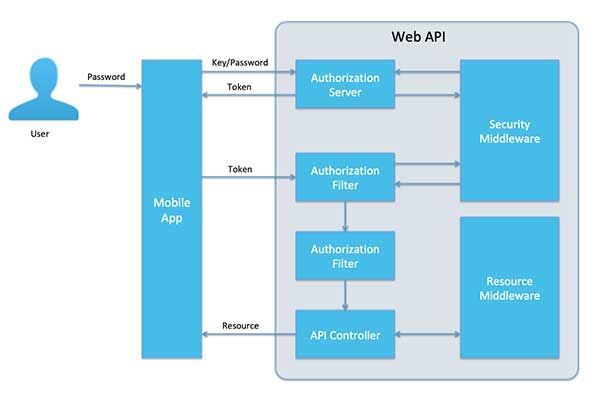 Web API
Password
User
Mobile
App
Key/Password
Token
Authorization
Server
Security
Middleware
Token
Authorization
Filter
Authorization
Filter
Resource
Middleware
Resource
API Controller